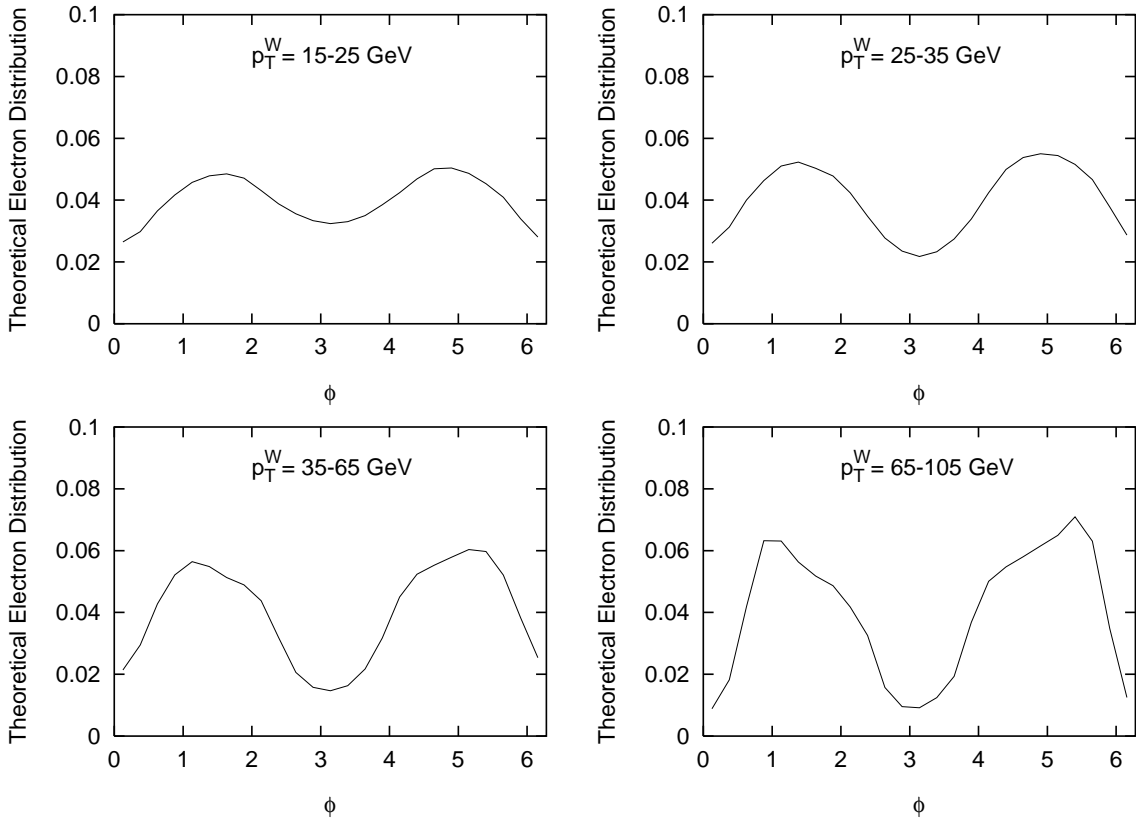 Theoretical Electron Distribution
0.1
0.08
0.06
0.04
0.02
0
p_T^W = 15-25 GeV
0 1 2 3 4 5 6
ϕ
Theoretical Electron Distribution
0.1
0.08
0.06
0.04
0.02
0
p_T^W = 25-35 GeV
0 1 2 3 4 5 6
ϕ
Theoretical Electron Distribution
0.1
0.08
0.06
0.04
0.02
0
p_T^W = 35-65 GeV
0 1 2 3 4 5 6
ϕ
Theoretical Electron Distribution
0.1
0.08
0.06
0.04
0.02
0
p_T^W = 65-105 GeV
0 1 2 3 4 5 6
ϕ